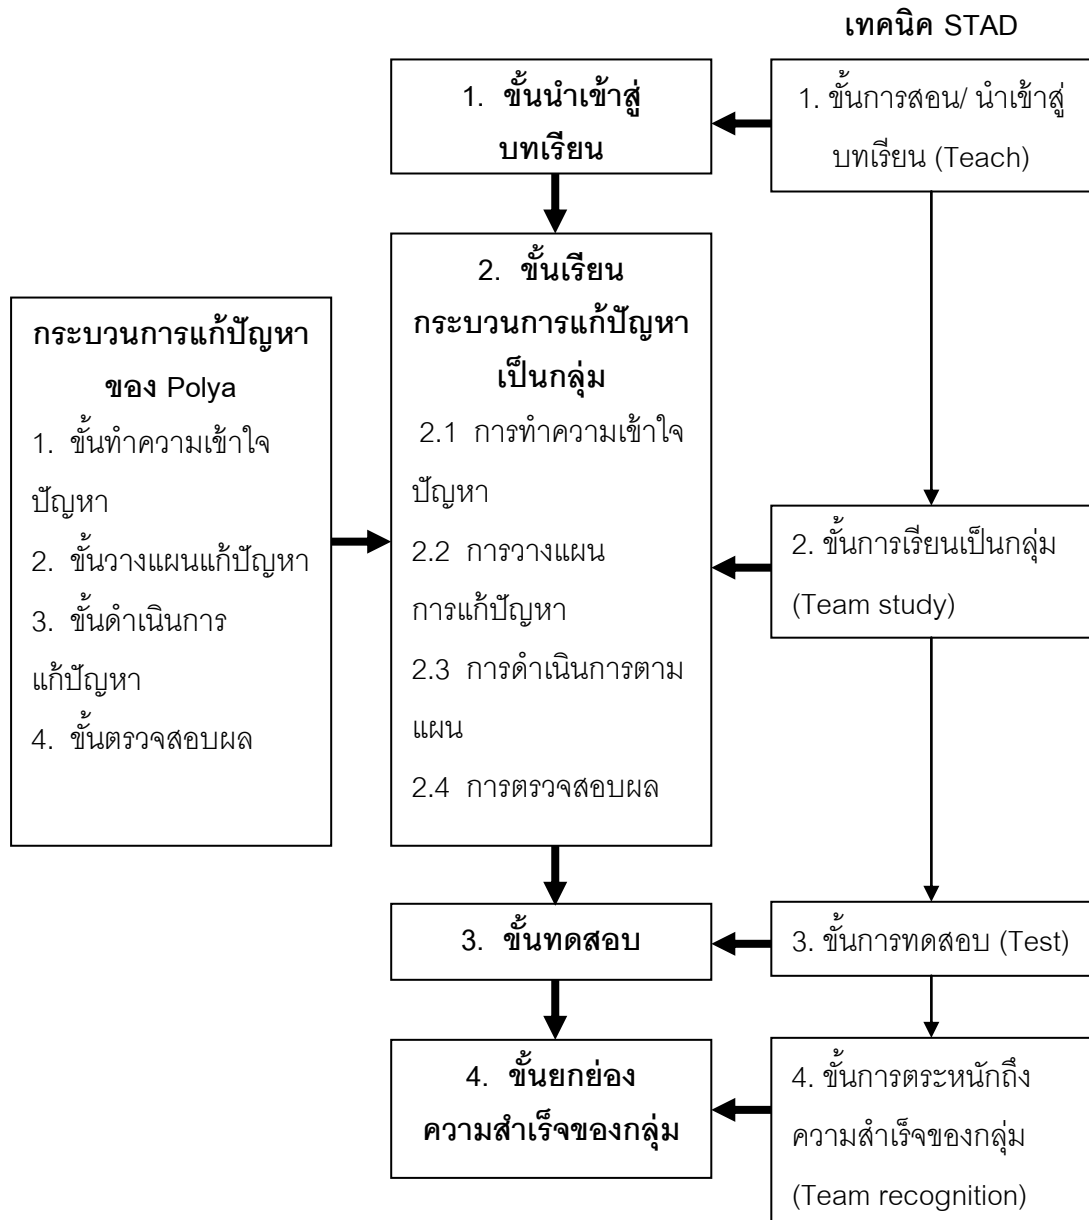 เทคนิค STAD
1. ขั้นนำเข้าสู่
บทเรียน
1. ขั้นการสอน/ นำเข้าสู่
บทเรียน (Teach)
กระบวนการแก้ปัญหา
ของ Polya
1. ขั้นทำความเข้าใจ
ปัญหา
2. ขั้นวางแผนแก้ปัญหา
3. ขั้นดำเนินการ
แก้ปัญหา
4. ขั้นตรวจสอบผล
2. ขั้นเรียน
กระบวนการแก้ปัญหา
เป็นกลุ่ม
2.1 การทำความเข้าใจ
ปัญหา
2.2 การวางแผน
การแก้ปัญหา
2.3 การดำเนินการตาม
แผน
2.4 การตรวจสอบผล
2. ขั้นการเรียนเป็นกลุ่ม
(Team study)
3. ขั้นทดสอบ
3. ขั้นการทดสอบ (Test)
4. ขั้นยกย่อง
ความสำเร็จของกลุ่ม
4. ขั้นการตระหนักถึง
ความสำเร็จของกลุ่ม
(Team recognition)